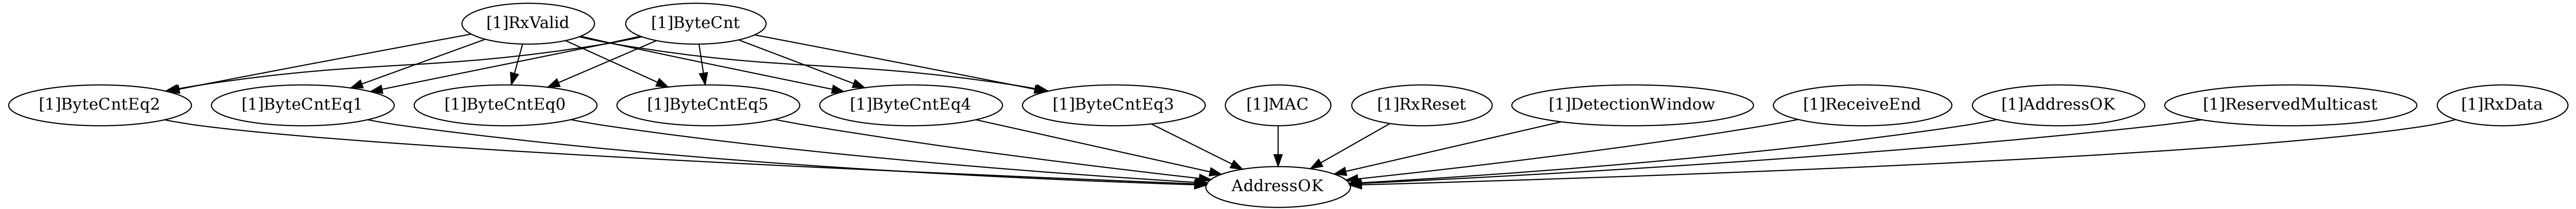 [1]RxValid
[1]ByteCnt
[1]ByteCntEq2
[1]ByteCntEq1
[1]ByteCntEq0
[1]ByteCntEq5
[1]ByteCntEq4
[1]ByteCntEq3
[1]MAC
[1]RxReset
[1]DetectionWindow
[1]ReceiveEnd
[1]AddressOK
[1]ReservedMulticast
[1]RxData
AddressOK